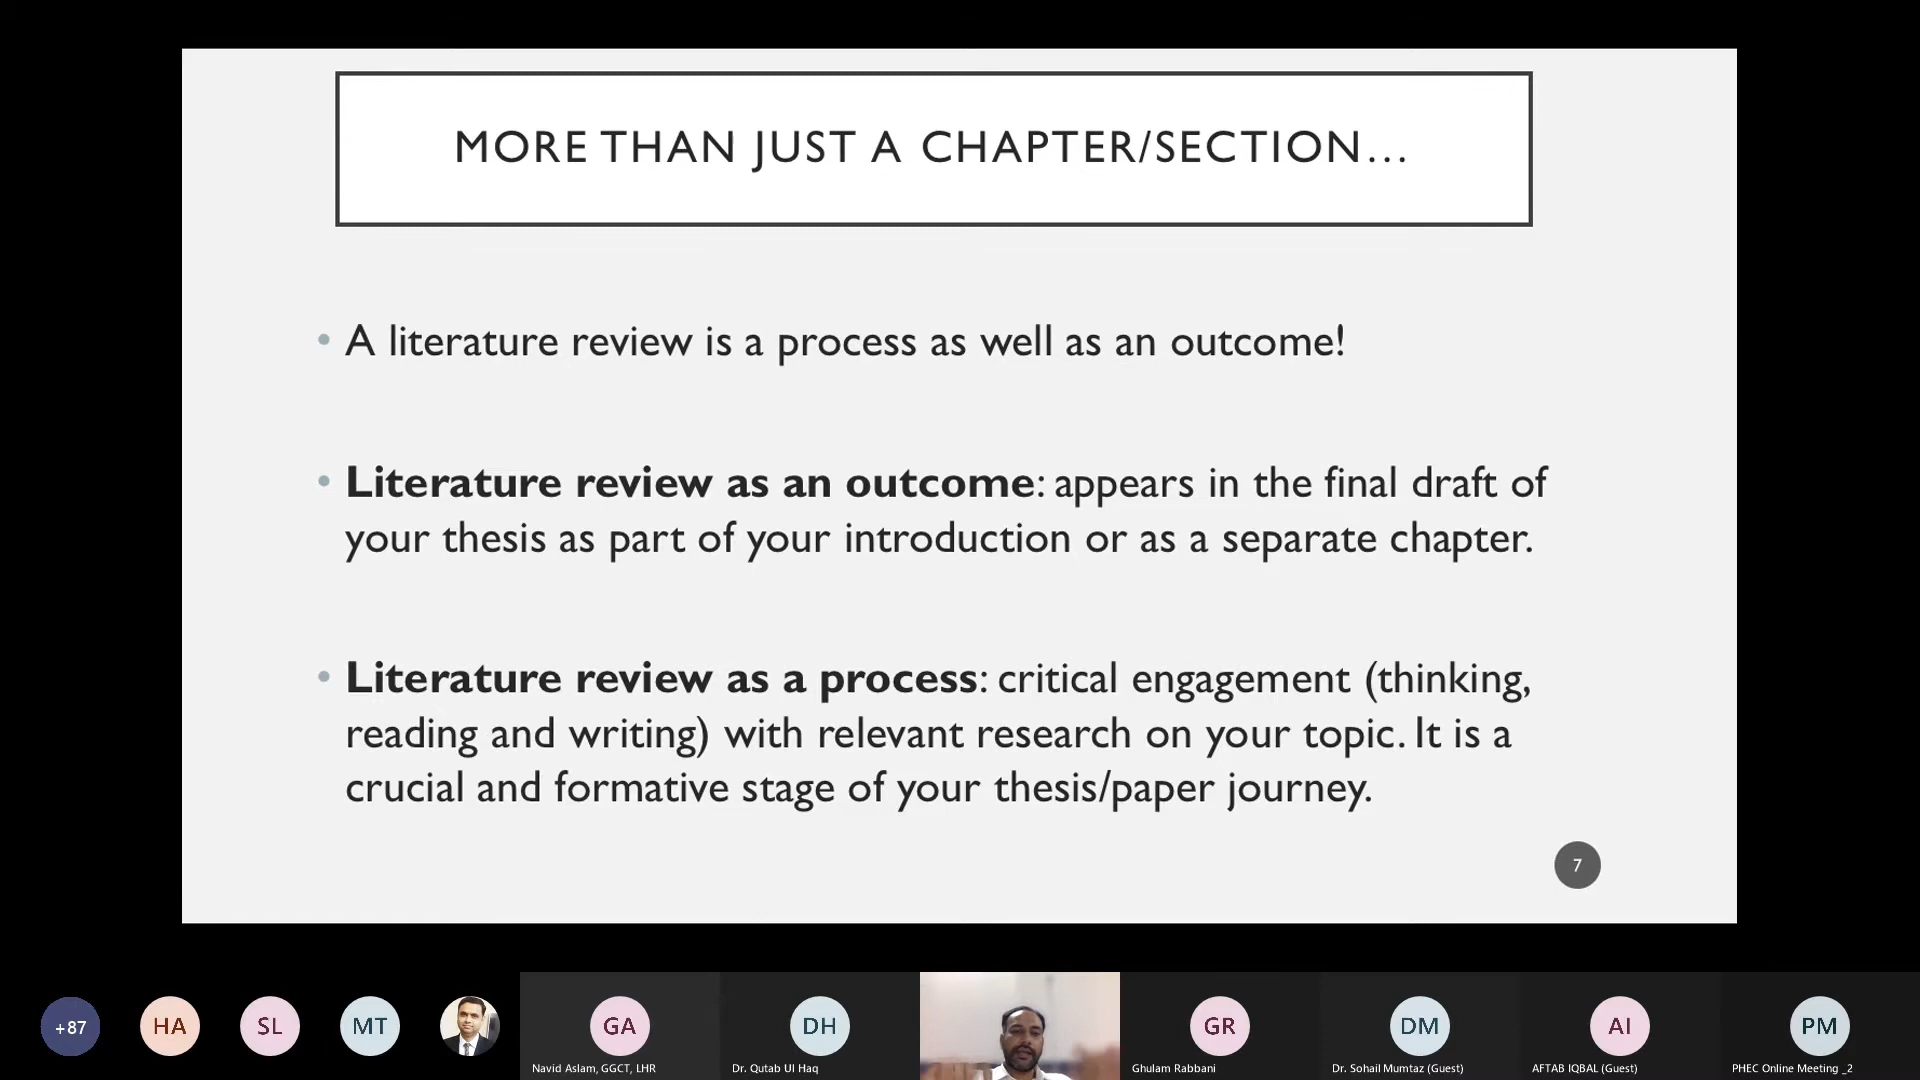 MORE THAN JUST A CHAPTER/SECTION...
• A literature review is a process as well as an outcome!
• Literature review as an outcome: appears in the final draft of
your thesis as part of your introduction or as a separate chapter.
• Literature review as a process: critical engagement (thinking,
reading and writing) with relevant research on your topic. It is a
crucial and formative stage of your thesis/paper journey.
7
+87
HA
SL
MT
GA
Navid Aslam, GGCT, LHR
DH
Dr. Qutab Ul Haq
GR
Ghulam Rabbani
DM
Dr. Sohail Mumtaz (Guest)
AI
AFTAB IQBAL (Guest)
PM
PHEC Online Meeting _2